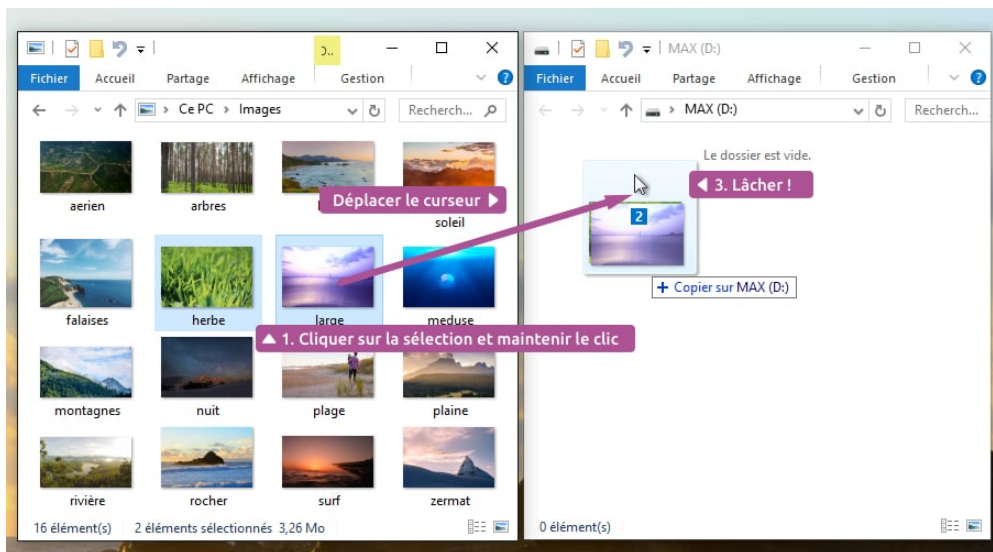 Fichier Accueil Partage Affichage Gestion
Ce PC > Images
Recherch...
aerien arbres
soleil
falaises herbe large meduse
montagnes nuit plage plaine
rivière rocher surf zermat
16 élément(s) 2 éléments sélectionnés 3,26 Mo
Déplacer le curseur
1. Cliquer sur la sélection et maintenir le clic
MAX (D:)
Fichier Accueil Partage Affichage Gestion
MAX (D:)
Recherch...
Le dossier est vide.
3. Lâcher !
2
+ Copier sur MAX (D:)
0 élément(s)